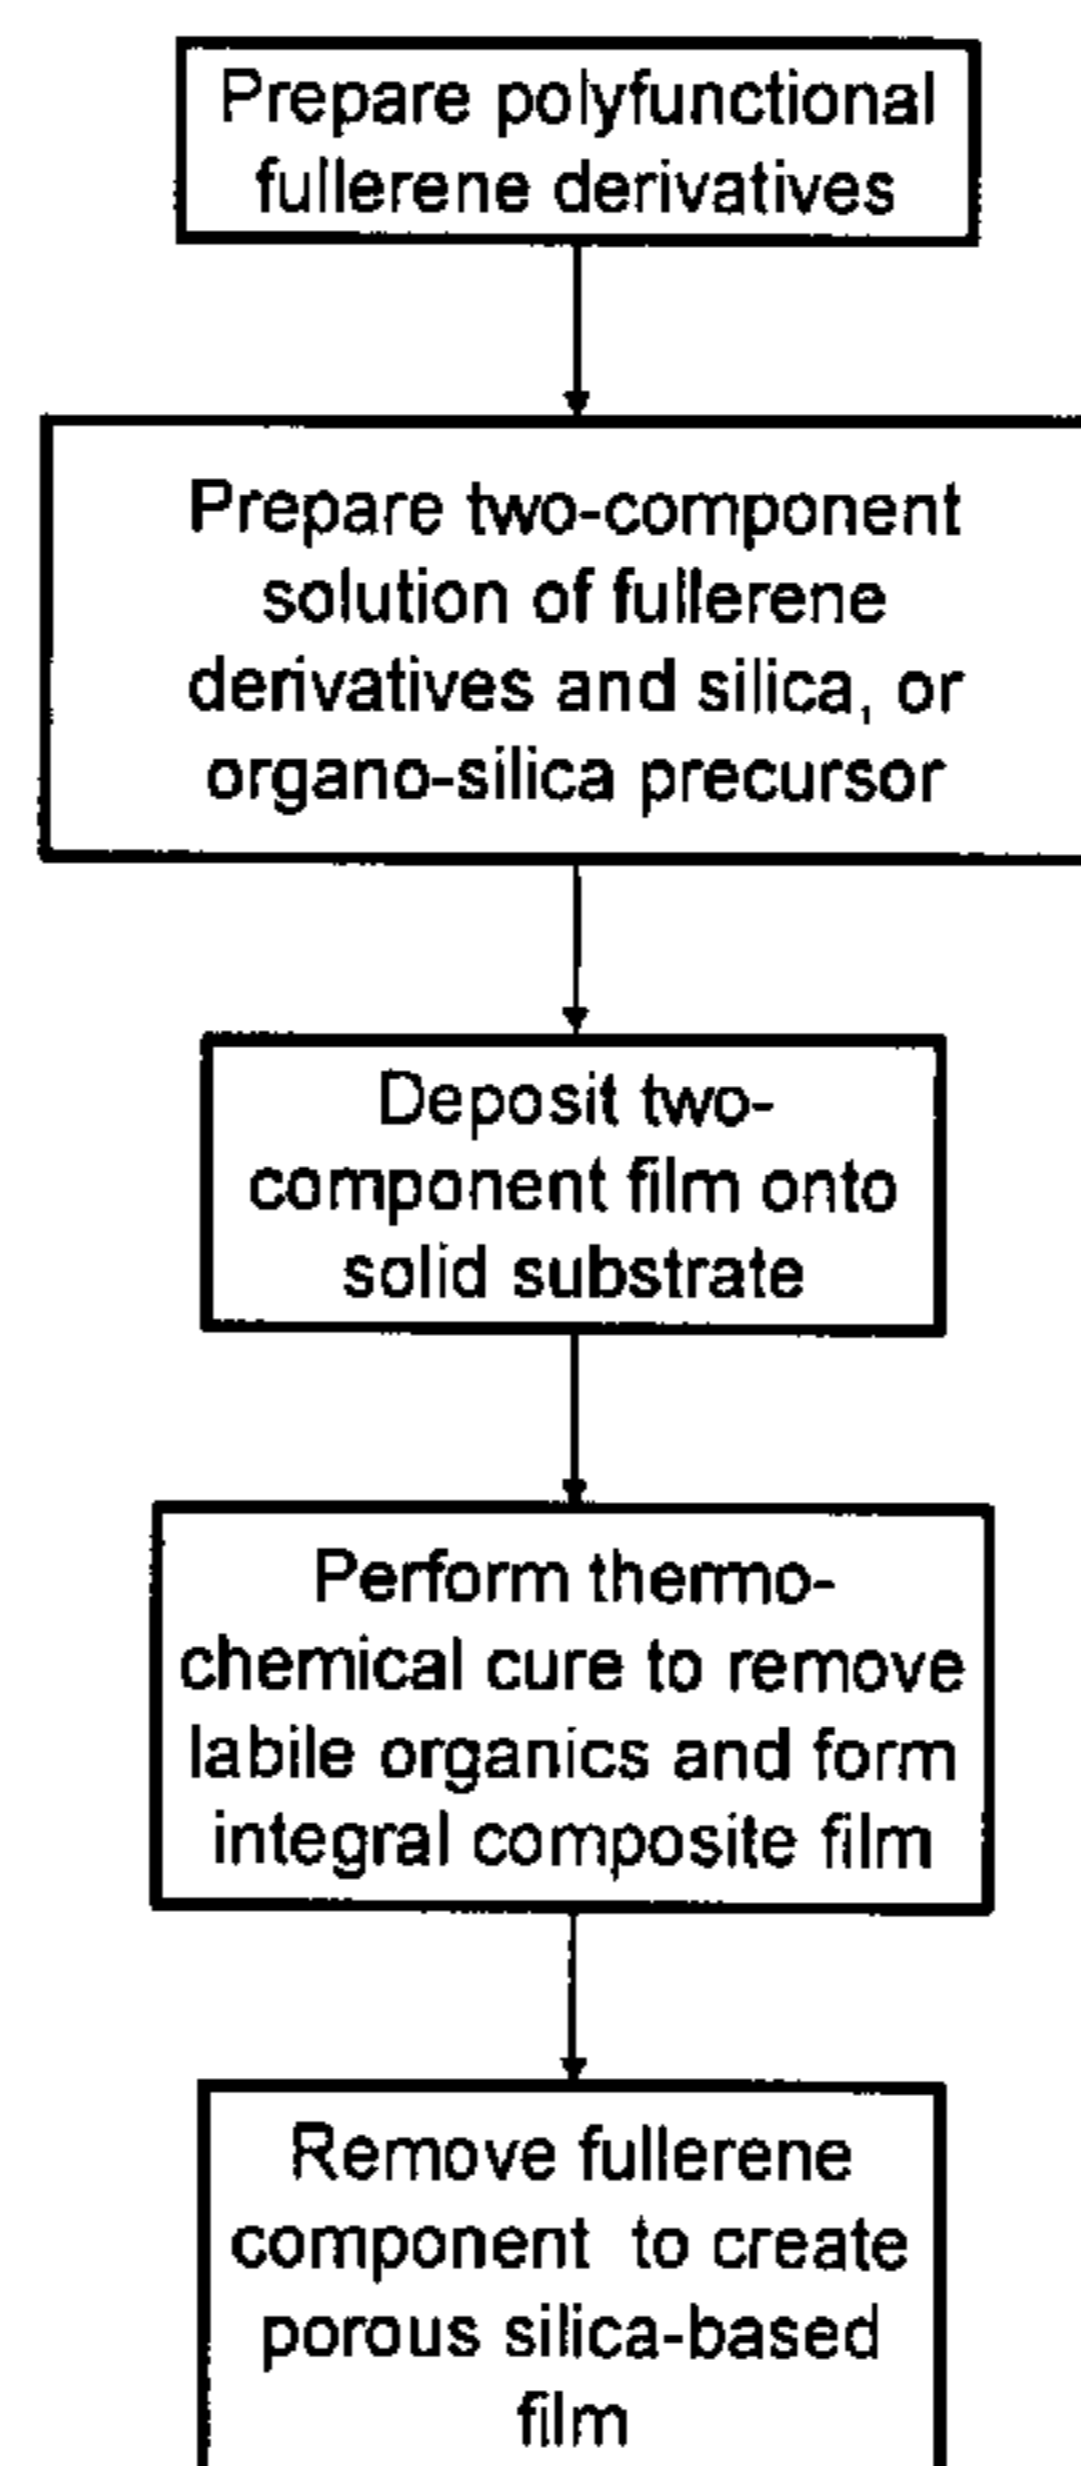 Prepare polyfunctional
fullerene derivatives
Prepare two-component
solution of fullerene
derivatives and silica, or
organo-silica precursor
Deposit two-
component film onto
solid substrate
Perform thermo-
chemical cure to remove
labile organics and form
integral composite film
Remove fullerene
component to create
porous silica-based
film